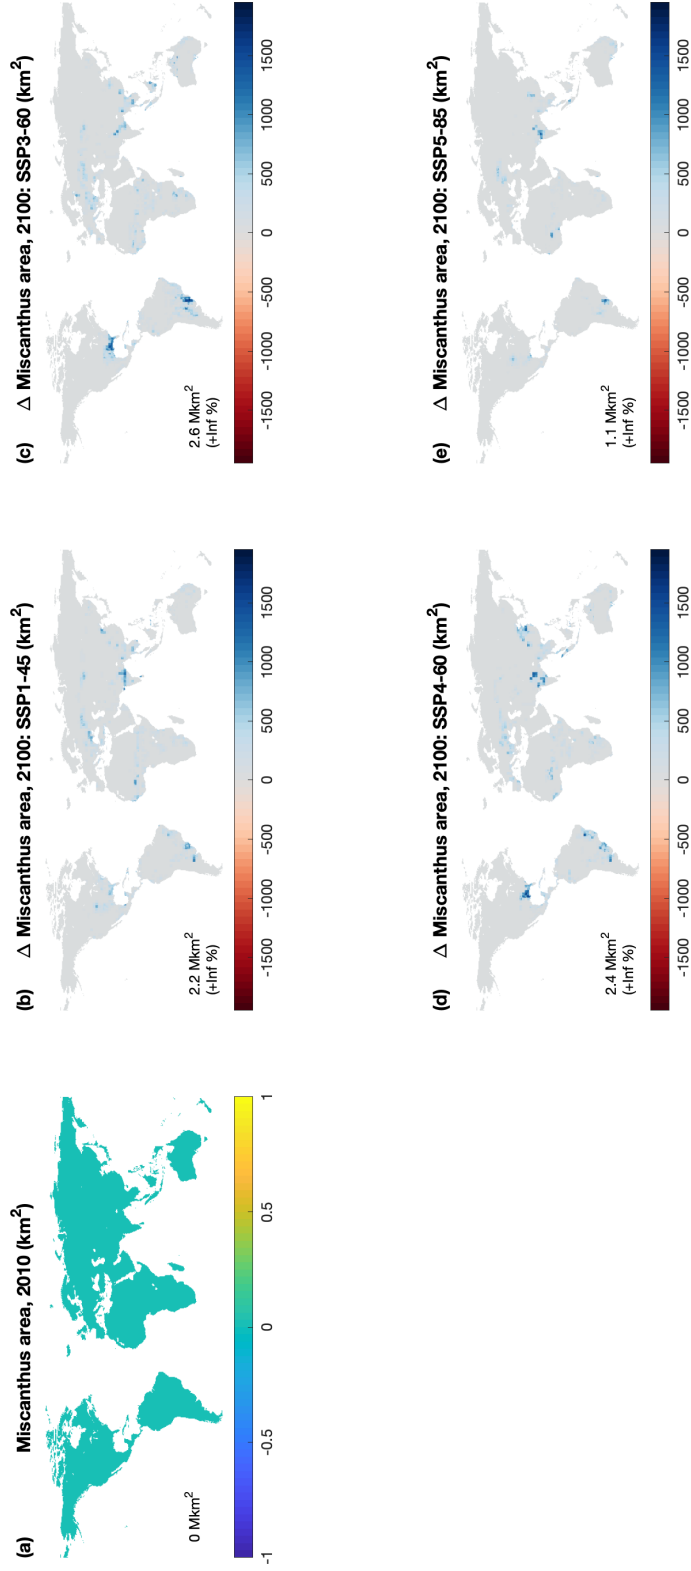 (a) Miscanthus area, 2010 (km²)
0 Mkm²
-1 -0.5 0 0.5 1
(b) Δ Miscanthus area, 2100: SSP1-45 (km²)
2.2 Mkm²
(+Inf %)
-1500 -1000 -500 0 500 1000 1500
(c) Δ Miscanthus area, 2100: SSP3-60 (km²)
2.6 Mkm²
(+Inf %)
-1500 -1000 -500 0 500 1000 1500
(d) Δ Miscanthus area, 2100: SSP4-60 (km²)
2.4 Mkm²
(+Inf %)
-1500 -1000 -500 0 500 1000 1500
(e) Δ Miscanthus area, 2100: SSP5-85 (km²)
1.1 Mkm²
(+Inf %)
-1500 -1000 -500 0 500 1000 1500